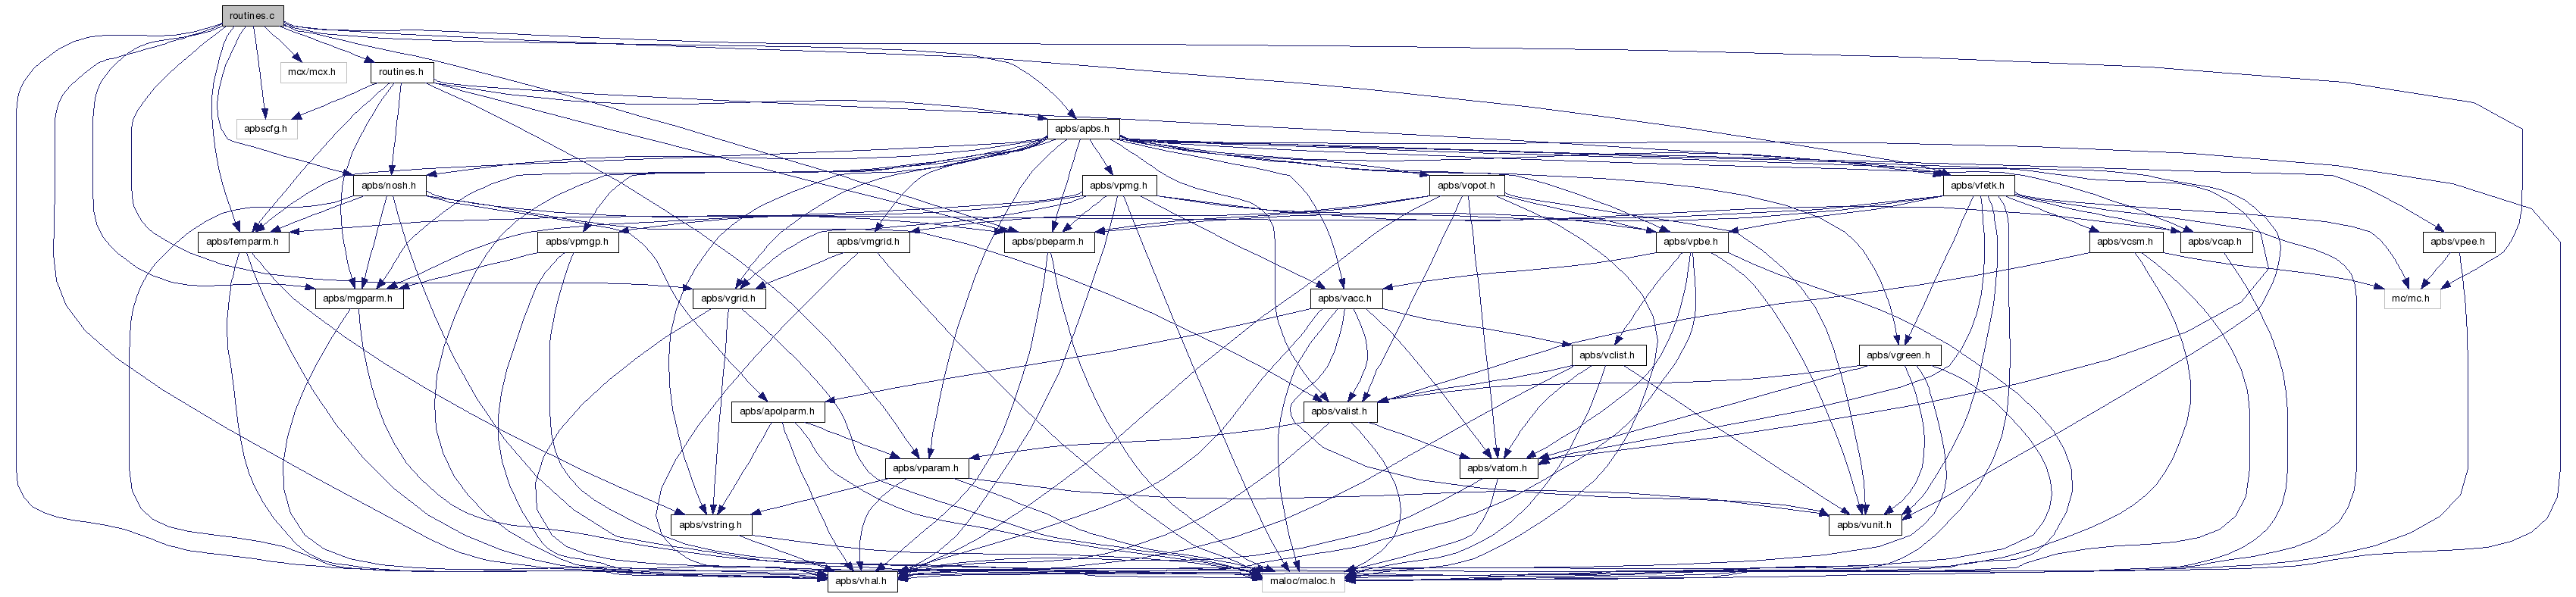 routines.c
mcx/mcx.h
routines.h
apbscfg.h
apbs/apbs.h
apbs/nosh.h
apbs/vpmg.h
apbs/vopot.h
apbs/vfetk.h
apbs/femparm.h
apbs/vpmgp.h
apbs/vmgrid.h
apbs/pbeparm.h
apbs/vpbe.h
apbs/vcsm.h
apbs/vcap.h
apbs/vpee.h
apbs/mgparm.h
apbs/vgrid.h
apbs/vacc.h
mc/mc.h
apbs/vclist.h
apbs/vgreen.h
apbs/apolparm.h
apbs/valist.h
apbs/vparam.h
apbs/vatom.h
apbs/vstring.h
apbs/vunit.h
apbs/vhal.h
maloc/maloc.h